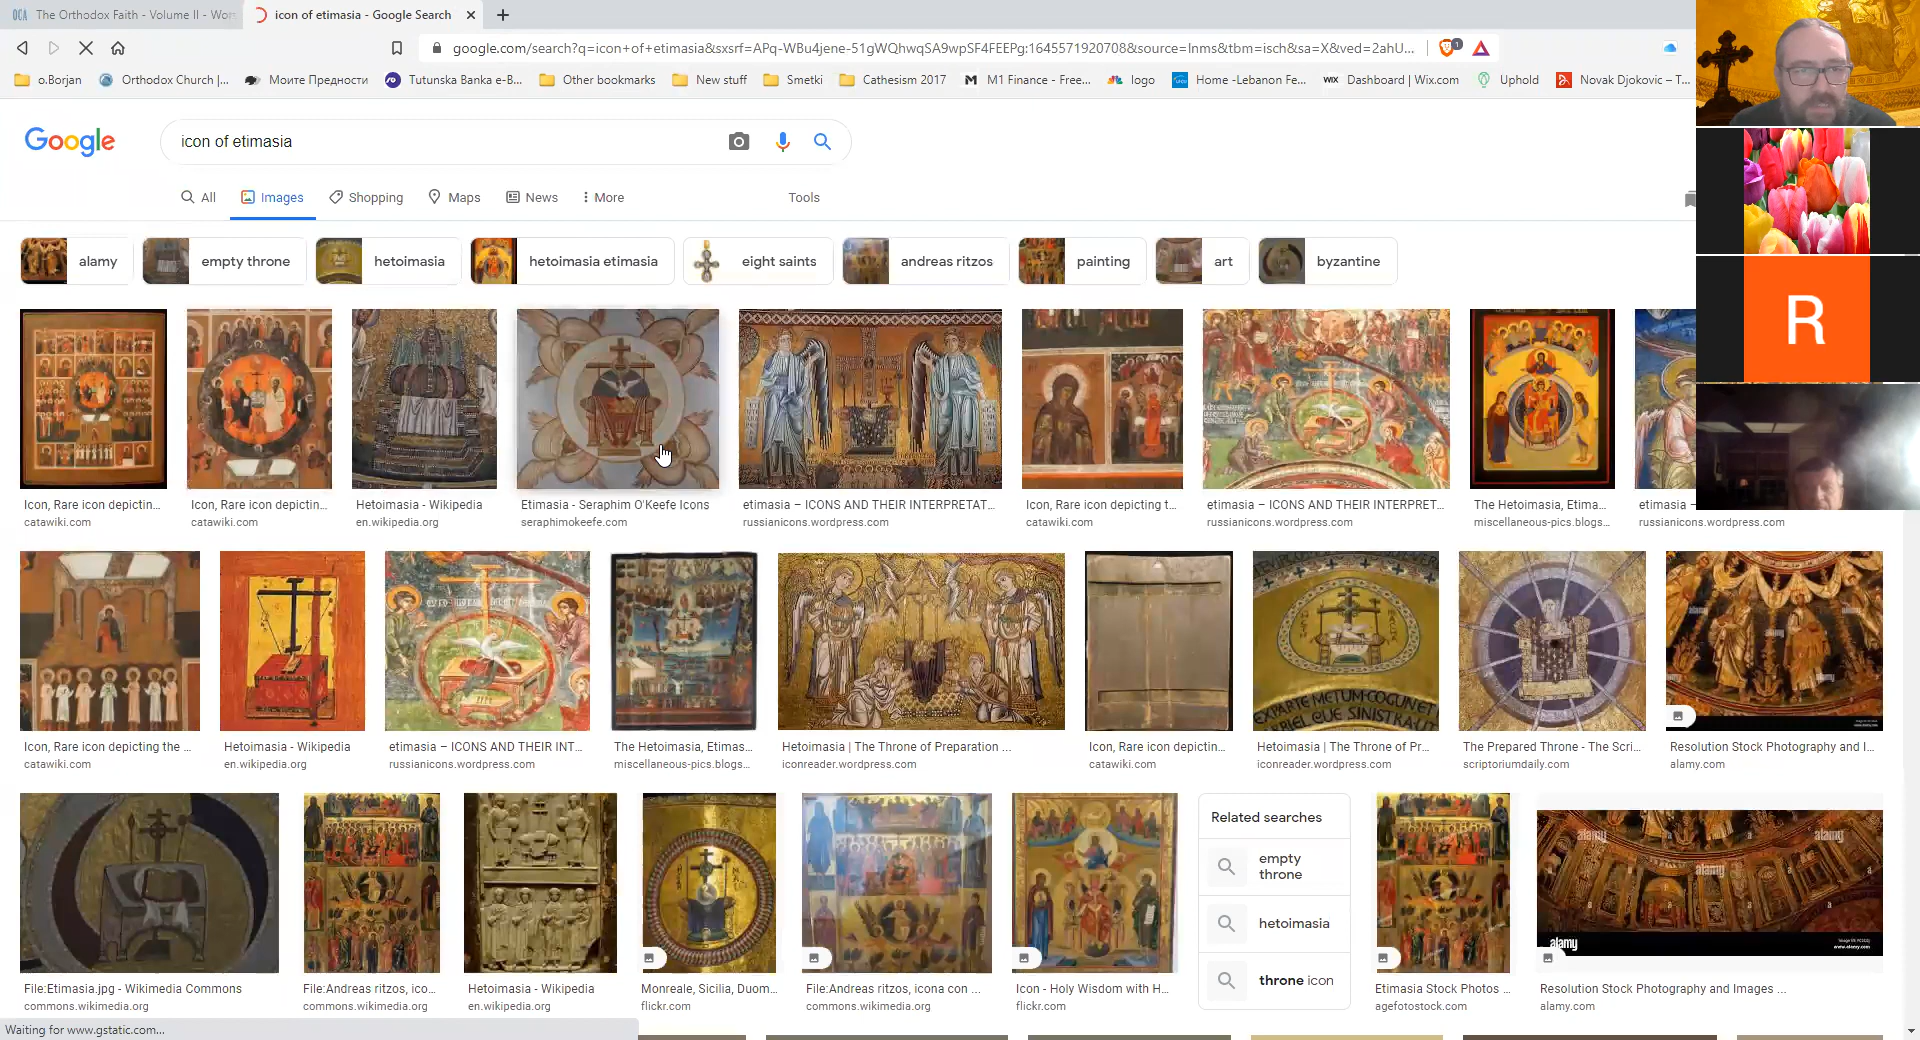 The Orthodox Faith - Volume II - Wors
icon of etimasia - Google Search
google.com/search?q=icon+of+etimasia&sxsrf=APq-WBu4jene-51gWQhwqSA9wpSF4FEEPg:1645571920708&source=lnms&tbm=isch&sa=X&ved=2ahU...
o.Borjan
Orthodox Church |...
Моите Предности
Tutunska Banka e-B...
Other bookmarks
New stuff
Smetki
Cathesism 2017
M1 Finance - Free...
logo
Home -Lebanon Fe...
Dashboard | Wix.com
Uphold
Novak Djokovic – T...
Google
icon of etimasia
All
Images
Shopping
Maps
News
More
Tools
alamy
empty throne
hetoimasia
hetoimasia etimasia
eight saints
andreas ritzos
painting
art
byzantine
R
Icon, Rare icon depictin...
catawiki.com
Icon, Rare icon depictin...
catawiki.com
Hetoimasia - Wikipedia
en.wikipedia.org
Etimasia - Seraphim O'Keefe Icons
seraphimokeefe.com
etimasia – ICONS AND THEIR INTERPRETAT...
russianicons.wordpress.com
Icon, Rare icon depicting t...
catawiki.com
etimasia – ICONS AND THEIR INTERPRET...
russianicons.wordpress.com
The Hetoimasia, Etima...
miscellaneous-pics.blogs...
etimasia –
russianicons.wordpress.com
Icon, Rare icon depicting the ...
catawiki.com
Hetoimasia - Wikipedia
en.wikipedia.org
etimasia – ICONS AND THEIR INT...
russianicons.wordpress.com
The Hetoimasia, Etimas...
miscellaneous-pics.blogs...
Hetoimasia | The Throne of Preparation ...
iconreader.wordpress.com
Icon, Rare icon depictin...
catawiki.com
Hetoimasia | The Throne of Pr...
iconreader.wordpress.com
The Prepared Throne - The Scri...
scriptoriumdaily.com
Resolution Stock Photography and I...
alamy.com
File:Etimasia.jpg - Wikimedia Commons
commons.wikimedia.org
File:Andreas ritzos, ico...
commons.wikimedia.org
Hetoimasia - Wikipedia
en.wikipedia.org
Monreale, Sicilia, Duom...
flickr.com
File:Andreas ritzos, icona con ...
commons.wikimedia.org
Icon - Holy Wisdom with H...
flickr.com
Related searches
empty
throne
hetoimasia
throne icon
Etimasia Stock Photos ...
agefotostock.com
alamy
Resolution Stock Photography and Images ...
alamy.com
Waiting for www.gstatic.com...